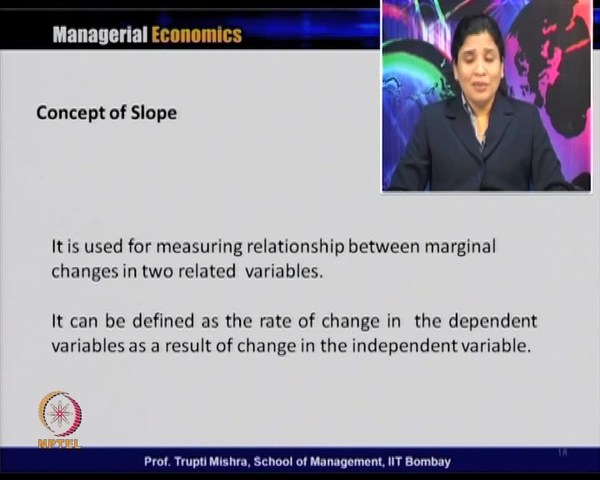 Managerial Economics
Concept of Slope
It is used for measuring relationship between marginal
changes in two related variables.
It can be defined as the rate of change in the dependent
variables as a result of change in the independent variable.
NPTEL
Prof. Trupti Mishra, School of Management, IIT Bombay
18